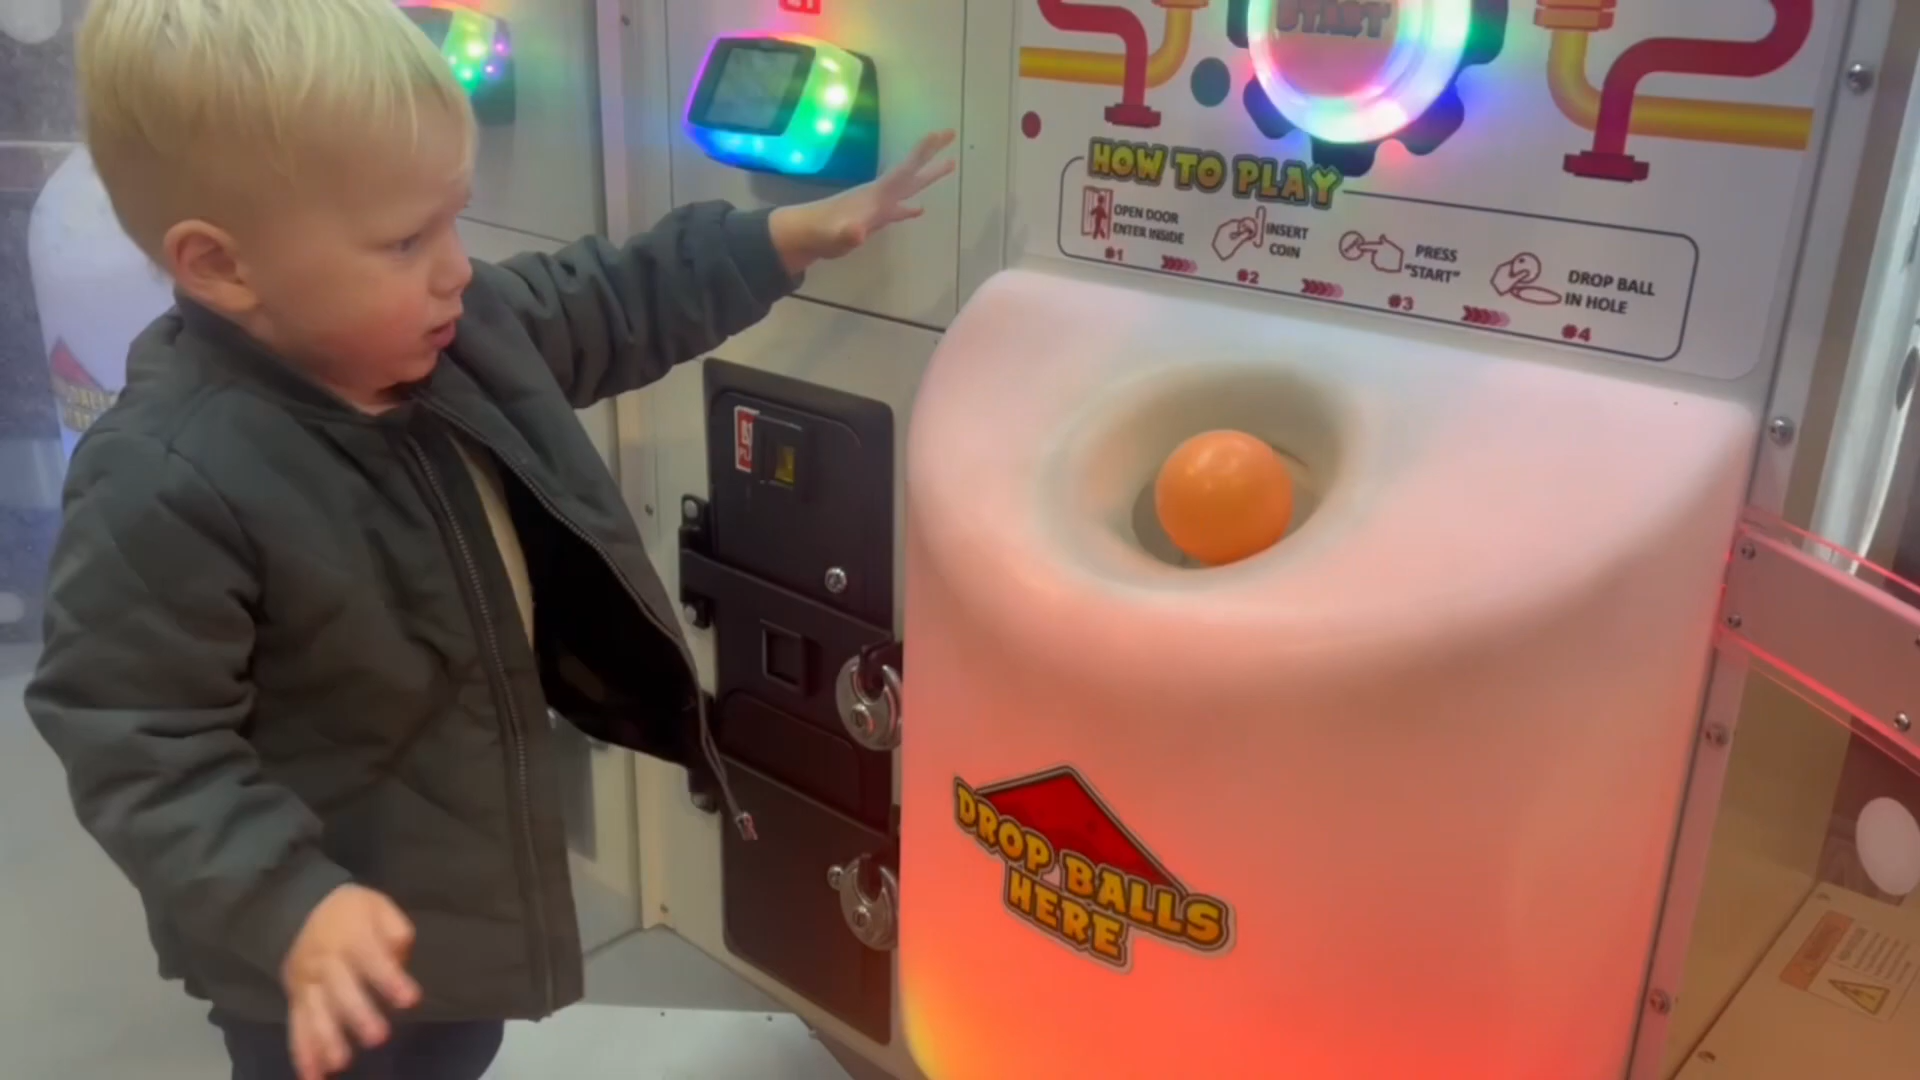 START
HOW TO PLAY
OPEN DOOR
ENTER INSIDE
#1
INSERT
COIN
#2
PRESS
"START"
#3
DROP BALL
IN HOLE
#4
DROP BALLS
HERE